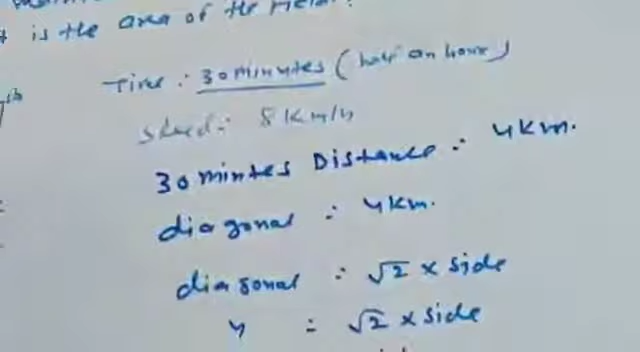 is the area of the field?
Time : 30 minutes (half an hour)
Speed : 8 Km/h
30 mintes Distance : 4 km.
diagonal : 4 km.
diagonal : √2 x side
4 : √2 x side